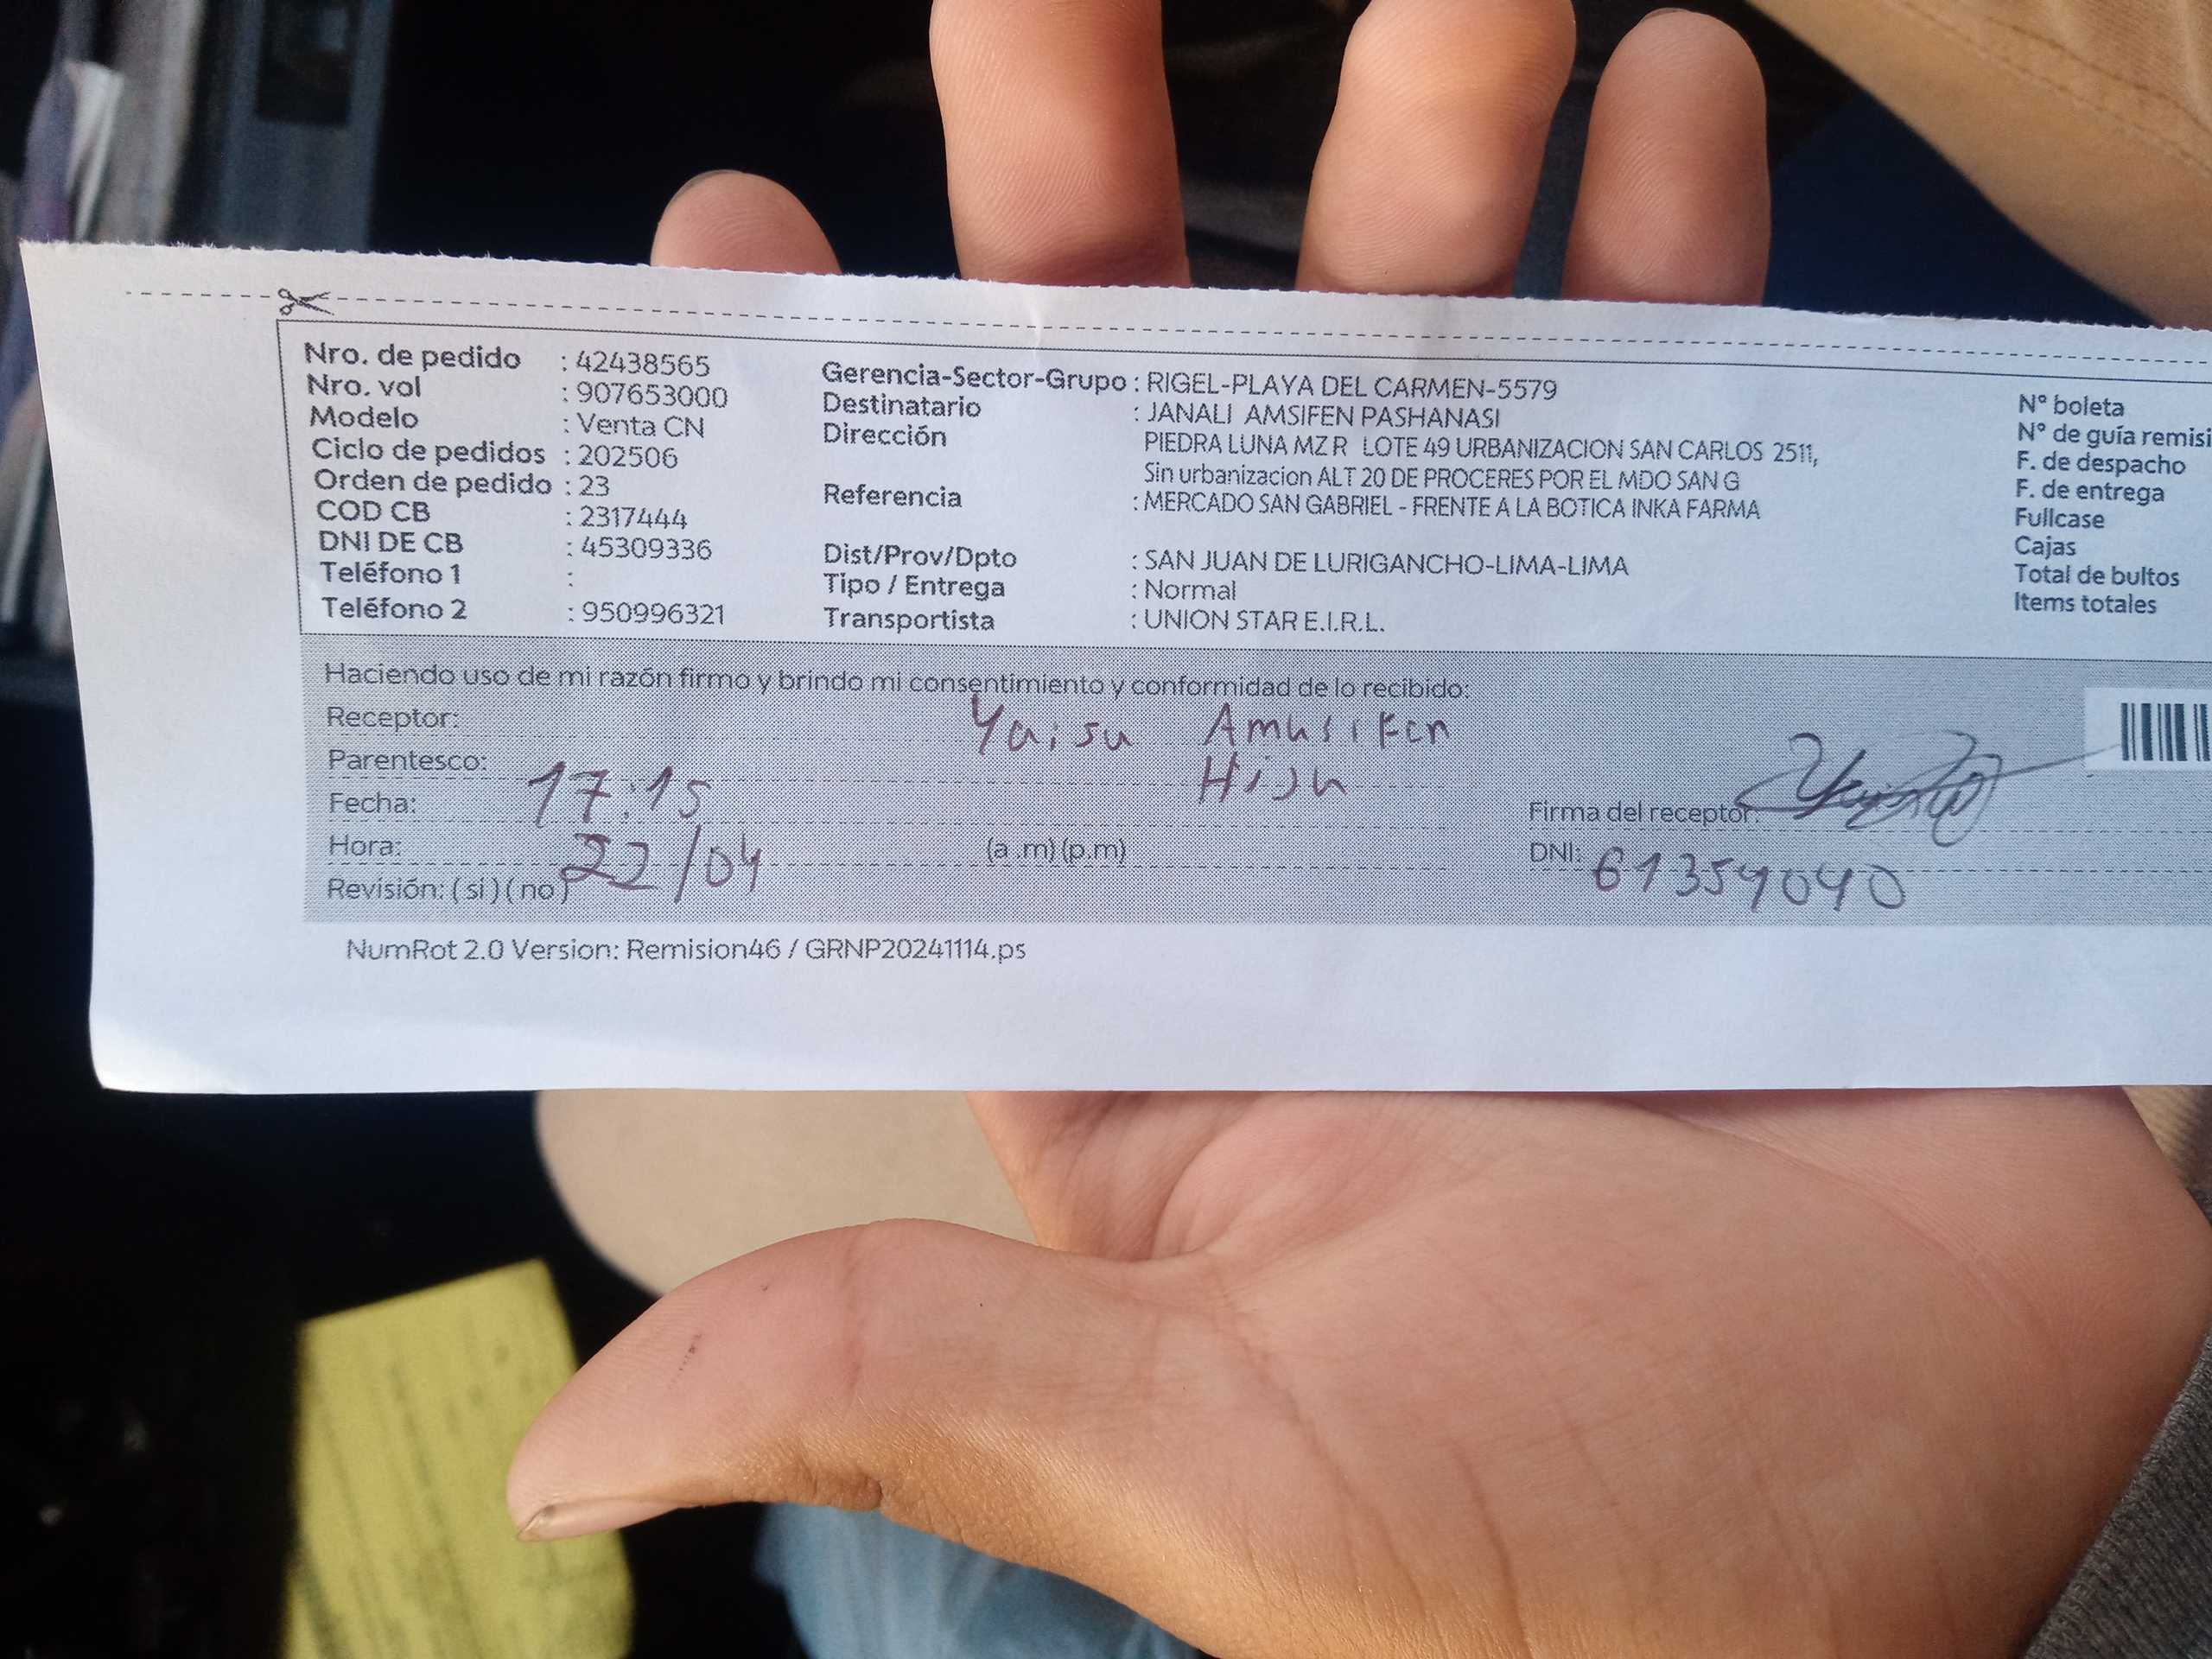 Nro. de pedido : 42438565
Nro. vol : 907653000
Modelo : Venta CN
Ciclo de pedidos : 202506
Orden de pedido : 23
COD CB : 2317444
DNI DE CB : 45309336
Teléfono 1 :
Teléfono 2 : 950996321
Gerencia-Sector-Grupo : RIGEL-PLAYA DEL CARMEN-5579
Destinatario : JANALI AMSIFEN PASHANASI
Dirección PIEDRA LUNA MZ R LOTE 49 URBANIZACION SAN CARLOS 2511,
Sin urbanizacion ALT 20 DE PROCERES POR EL MDO SAN G
Referencia : MERCADO SAN GABRIEL - FRENTE A LA BOTICA INKA FARMA
Dist/Prov/Dpto : SAN JUAN DE LURIGANCHO-LIMA-LIMA
Tipo / Entrega : Normal
Transportista : UNION STAR E.I.R.L.
N° boleta
N° de guía remisi
F. de despacho
F. de entrega
Fullcase
Cajas
Total de bultos
Items totales
Haciendo uso de mi razón firmo y brindo mi consentimiento y conformidad de lo recibido:
Receptor: Yaisu Amusifen
Parentesco: Hija
Fecha: 17:15
Hora: 22/04 (a .m) (p.m)
Revisión: (si) (no)
Firma del receptor:
DNI: 61359040
NumRot 2.0 Version: Remision46 / GRNP20241114.ps